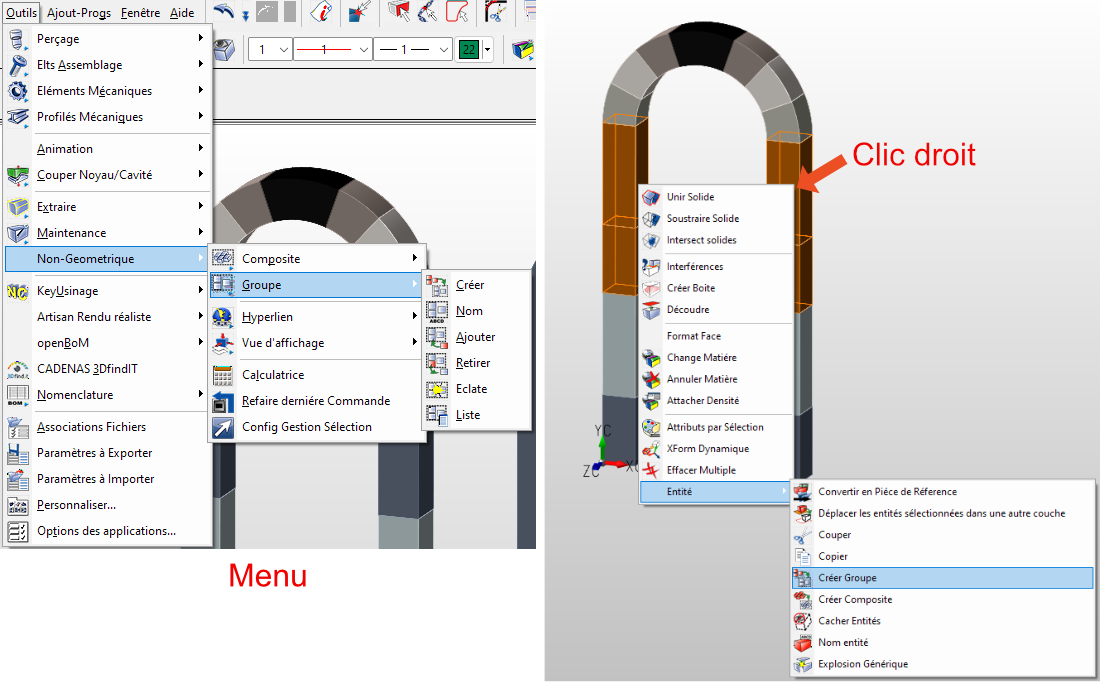 Outils Ajout-Progs Fenêtre Aide
Perçage
Elts Assemblage
Eléments Mécaniques
Profilés Mécaniques
Animation
Couper Noyau/Cavité
Extraire
Maintenance
Non-Geometrique
KeyUsinage
Artisan Rendu réaliste
openBoM
CADENAS 3DfindIT
Nomenclature
Associations Fichiers
Paramètres à Exporter
Paramètres à Importer
Personnaliser...
Options des applications...
1 1 1 22
Composite
Groupe
Hyperlien
Vue d'affichage
Calculatrice
Refaire derniére Commande
Config Gestion Sélection
Créer
Nom
Ajouter
Retirer
Eclate
Liste
Menu
Clic droit
Unir Solide
Soustraire Solide
Intersect solides
Interférences
Créer Boite
Découdre
Format Face
Change Matiére
Annuler Matière
Attacher Densité
Attributs par Sélection
XForm Dynamique
Effacer Multiple
Entité
YC
ZC
XC
Convertir en Piéce de Réference
Déplacer les entités sélectionnées dans une autre couche
Couper
Copier
Créer Groupe
Créer Composite
Cacher Entités
Nom entité
Explosion Générique